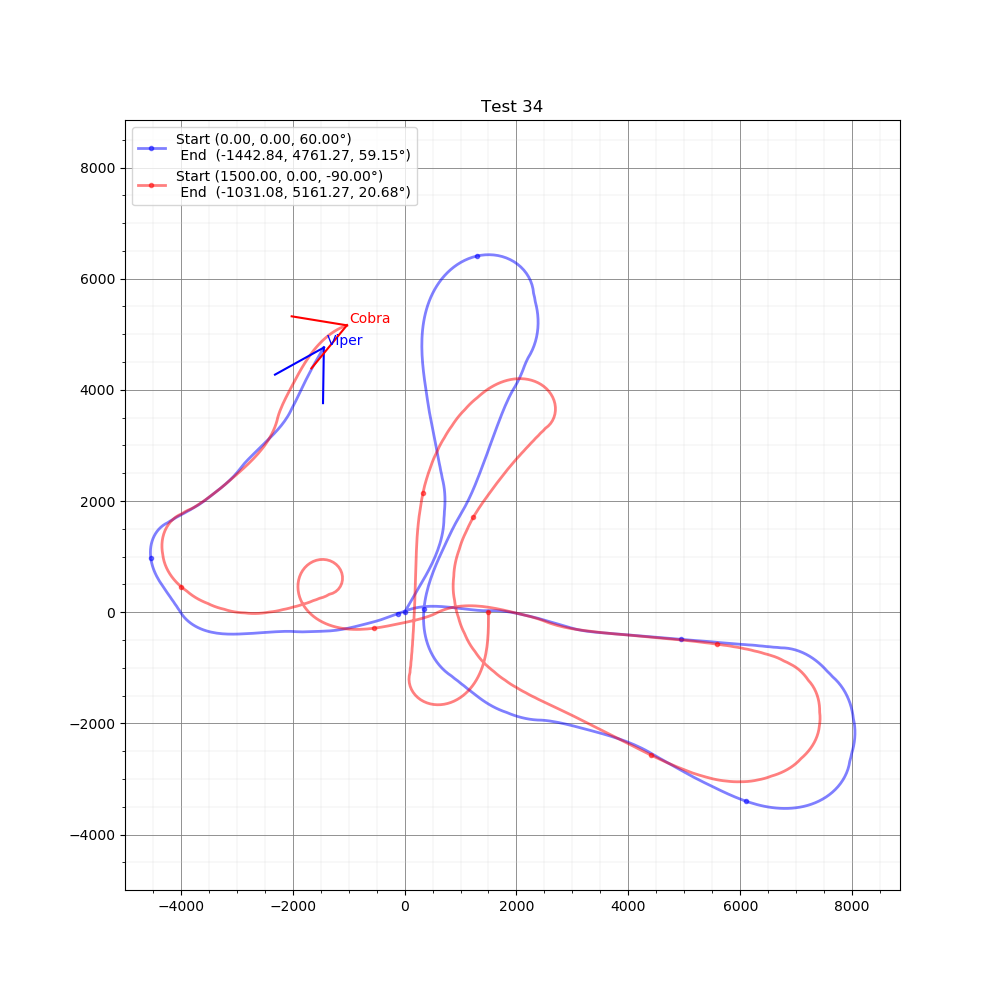 Test 34
Start (0.00, 0.00, 60.00°)
End (-1442.84, 4761.27, 59.15°)
Start (1500.00, 0.00, -90.00°)
End (-1031.08, 5161.27, 20.68°)
8000
6000
Cobra
Viper
4000
2000
0
−2000
−4000
−4000 −2000 0 2000 4000 6000 8000